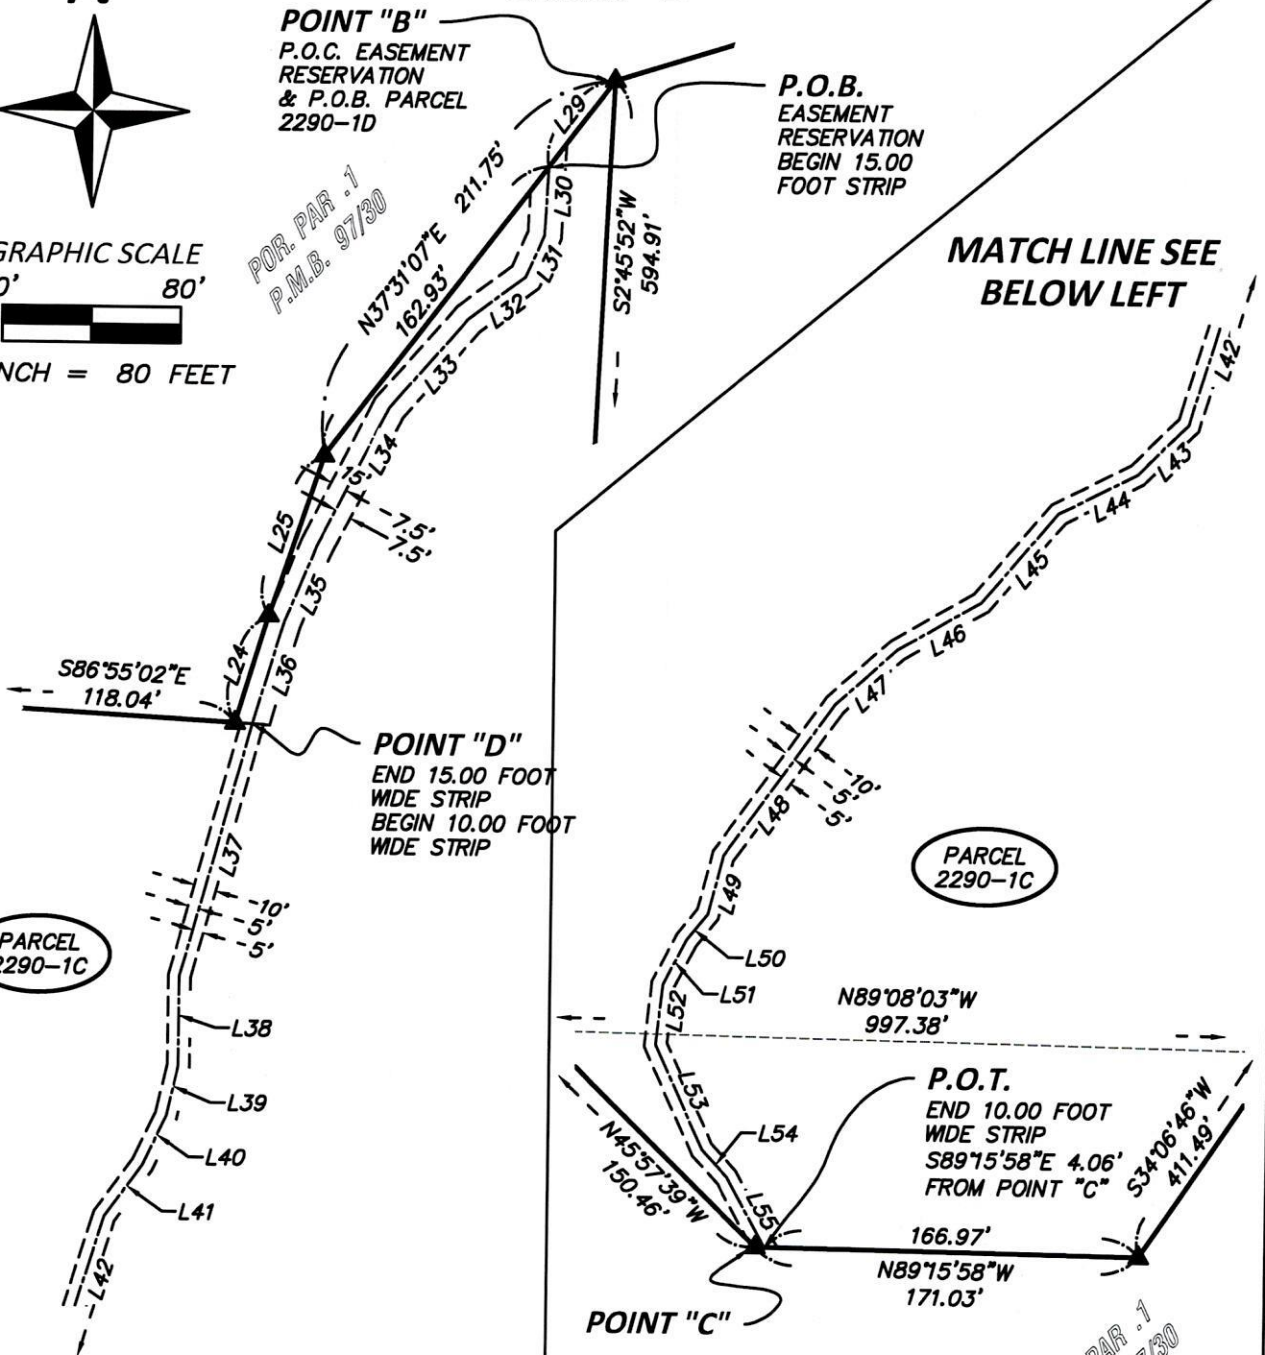 POINT "B"
P.O.C. EASEMENT
RESERVATION
& P.O.B. PARCEL
2290-1D
P.O.B.
EASEMENT
RESERVATION
BEGIN 15.00
FOOT STRIP
L29
L30
L31
L32
L33
L34
15'
7.5'
7.5'
L25
L35
L24
L36
N37°31'07"E 211.75'
162.93'
S2°45'52"W
594.91'
POR. PAR .1
P.M.B. 97/30
GRAPHIC SCALE
80'
= 80 FEET
MATCH LINE SEE
BELOW LEFT
S86°55'02"E
118.04'
POINT "D"
END 15.00 FOOT
WIDE STRIP
BEGIN 10.00 FOOT
WIDE STRIP
L37
10'
5'
5'
PARCEL
2290-1C
L38
L39
L40
L41
L42
L42
L43
L44
L45
L46
L47
L48
10'
5'
5'
PARCEL
2290-1C
L49
L50
L51
L52
N89°08'03"W
997.38'
L53
L54
L55
P.O.T.
END 10.00 FOOT
WIDE STRIP
S89°15'58"E 4.06'
FROM POINT "C"
N45°57'39"W
150.46'
S34°06'46"W
411.49'
166.97'
N89°15'58"W
171.03'
POINT "C"
PAR .1